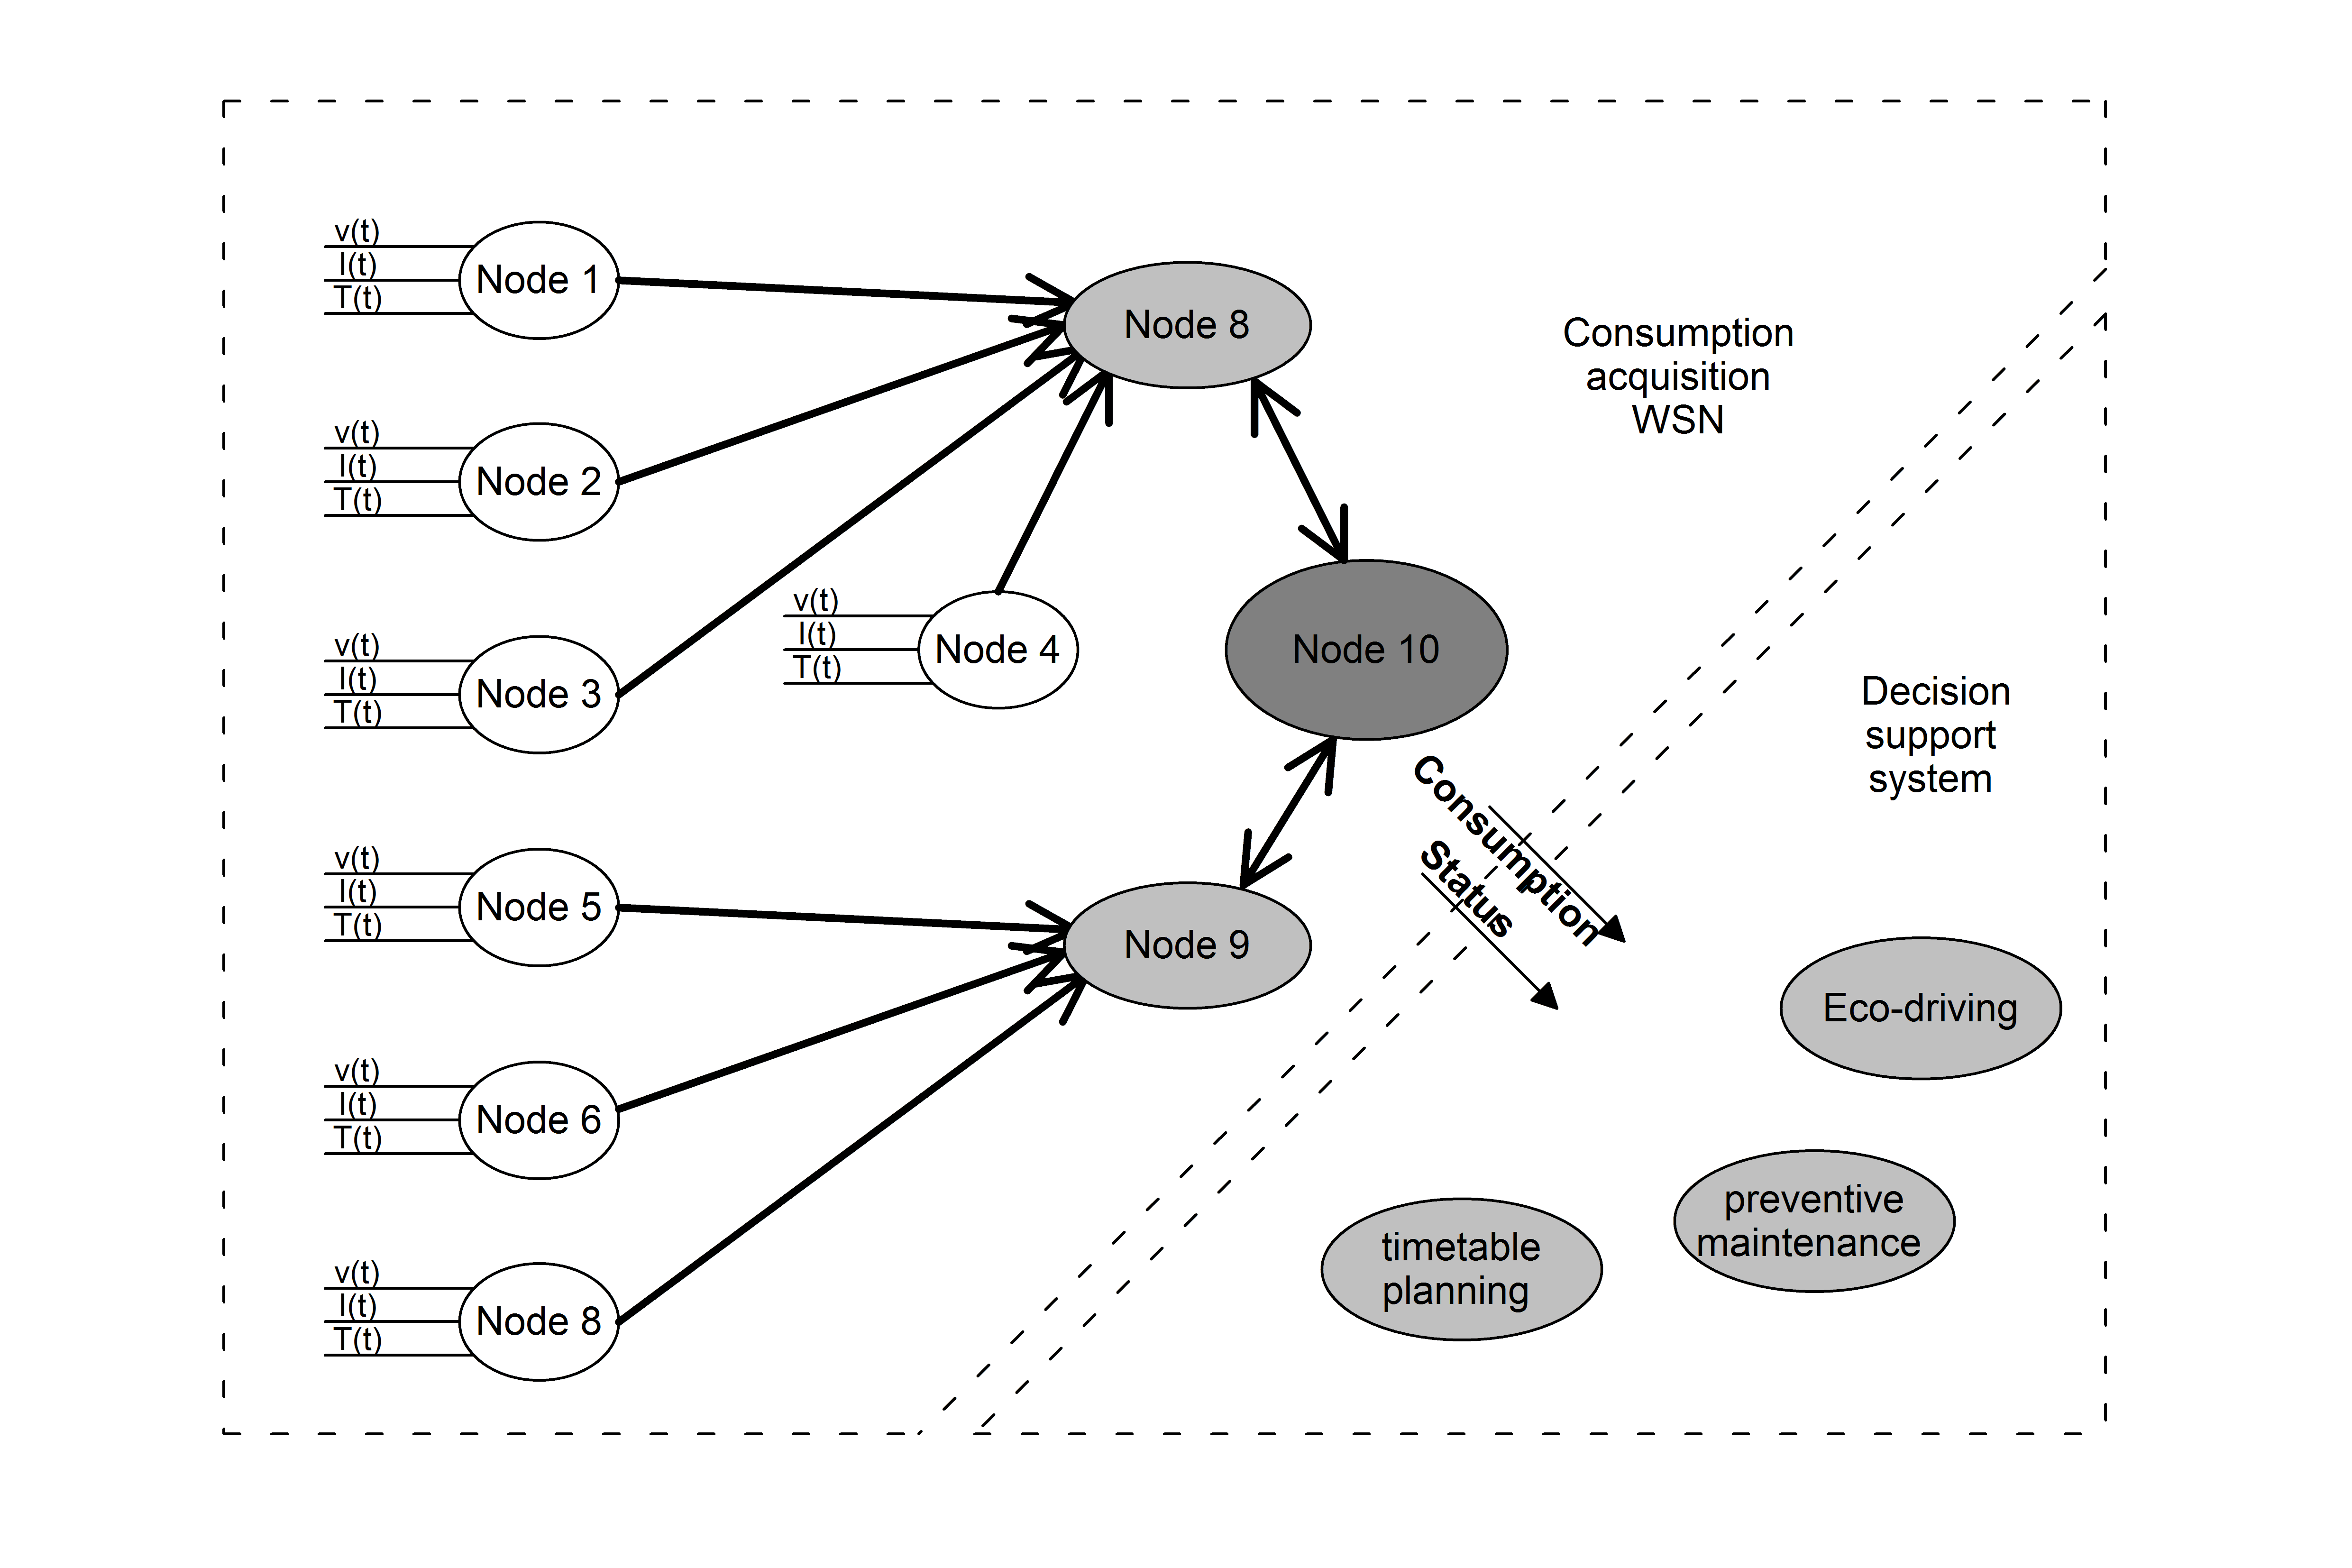 v(t)
I(t)
T(t)
Node 1
Node 8
Consumption
acquisition
WSN
v(t)
I(t)
T(t)
Node 2
v(t)
I(t)
T(t)
Node 3
v(t)
I(t)
T(t)
Node 4
Node 10
Decision
support
system
Consumption
Status
v(t)
I(t)
T(t)
Node 5
Node 9
Eco-driving
v(t)
I(t)
T(t)
Node 6
preventive
maintenance
timetable
planning
v(t)
I(t)
T(t)
Node 8